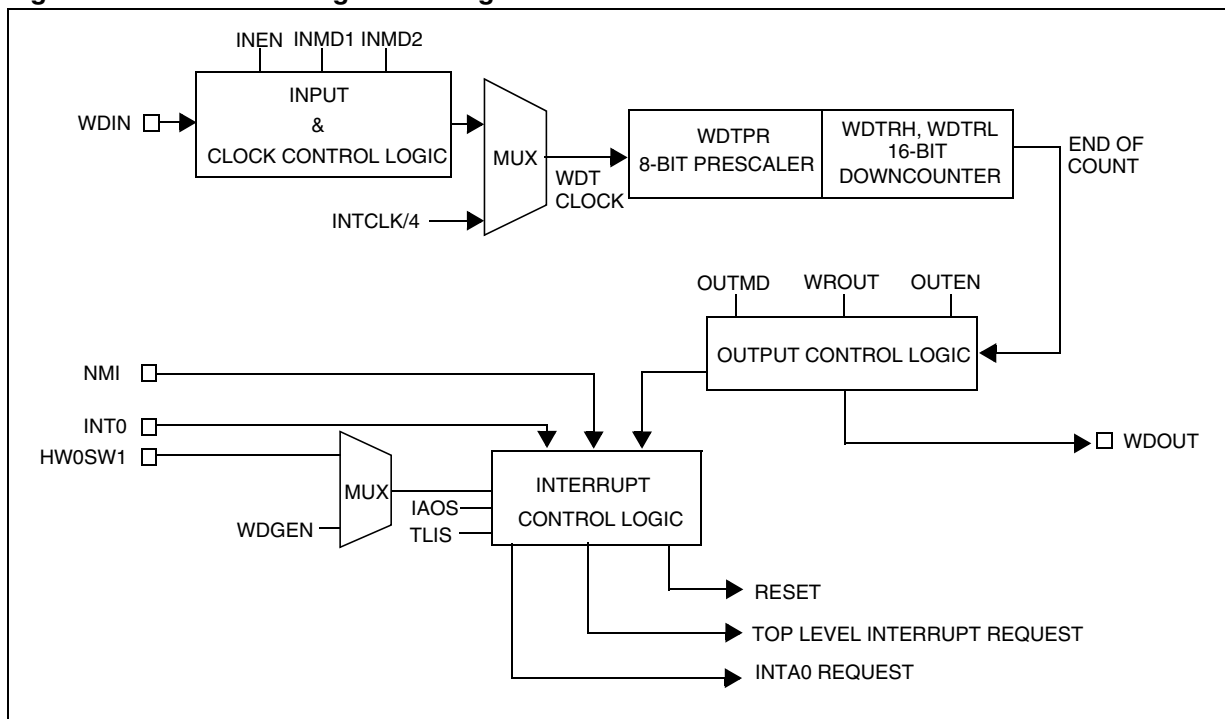 INEN INMD1 INMD2
INPUT
&
CLOCK CONTROL LOGIC
WDIN
MUX
INTCLK/4
WDT
CLOCK
WDTPR
8-BIT PRESCALER
WDTRH, WDTRL
16-BIT
DOWNCOUNTER
END OF
COUNT
OUTMD WROUT OUTEN
OUTPUT CONTROL LOGIC
NMI
INT0
HW0SW1
WDOUT
MUX
WDGEN
IAOS
TLIS
INTERRUPT
CONTROL LOGIC
RESET
TOP LEVEL INTERRUPT REQUEST
INTA0 REQUEST